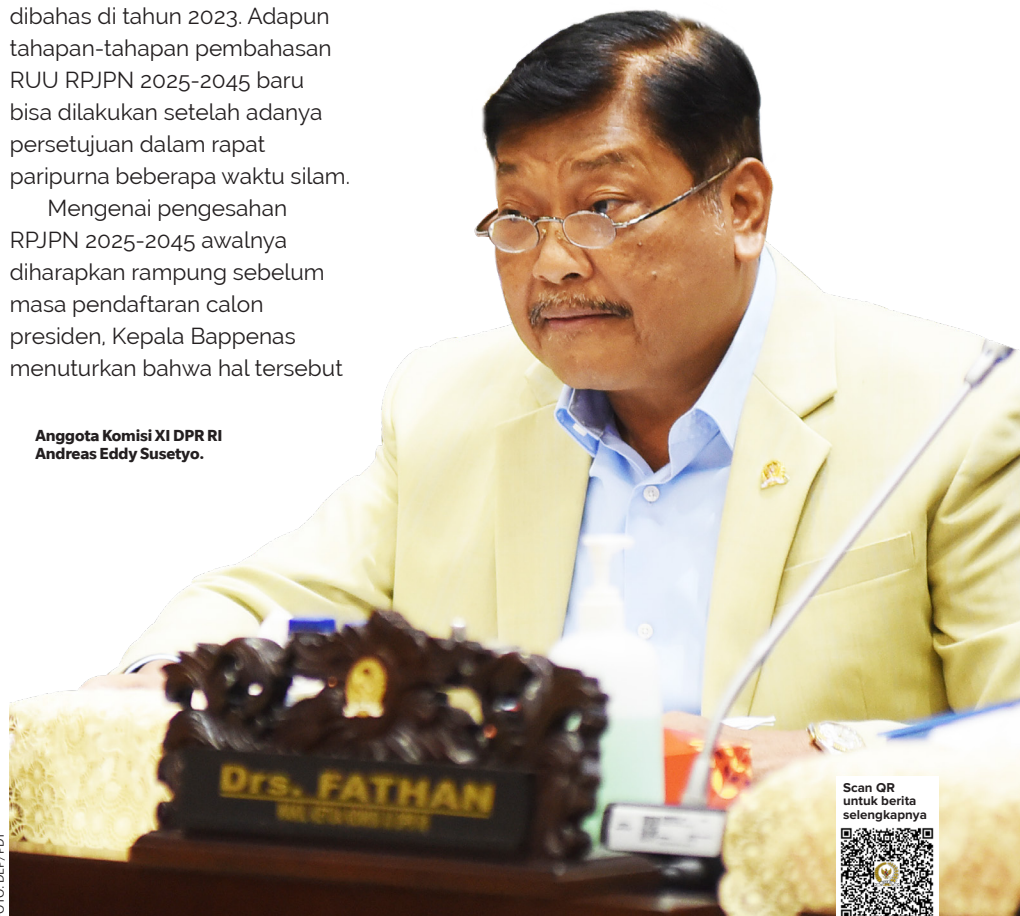 dibahas di tahun 2023. Adapun
tahapan-tahapan pembahasan
RUU RPJPN 2025-2045 baru
bisa dilakukan setelah adanya
persetujuan dalam rapat
paripurna beberapa waktu silam.
Mengenai pengesahan
RPJPN 2025-2045 awalnya
diharapkan rampung sebelum
masa pendaftaran calon
presiden, Kepala Bappenas
menuturkan bahwa hal tersebut
Anggota Komisi XI DPR RI
Andreas Eddy Susetyo.
Drs. FATHAN
Scan QR
untuk berita
selengkapnya